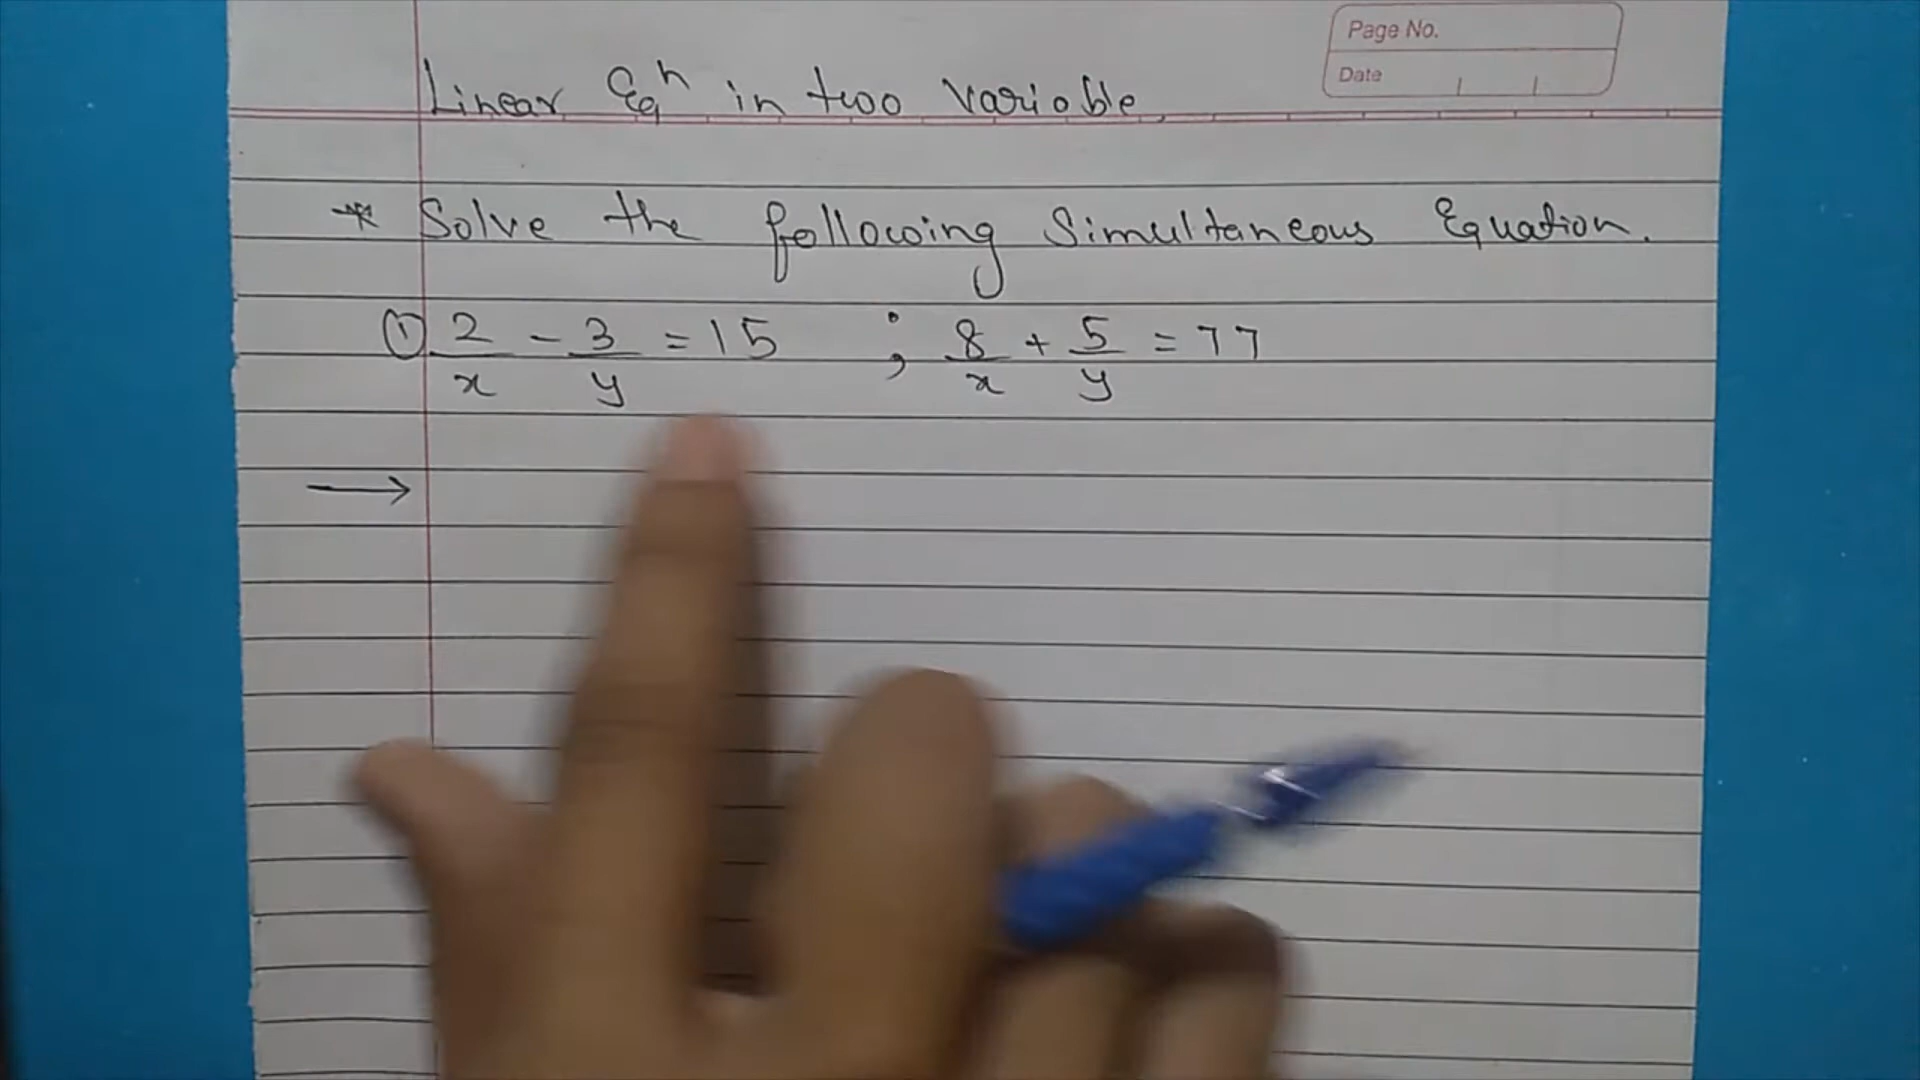 Page No.
Date
Linear Eqⁿ in two variable.
* Solve the following Simultaneous Equation.
① 2/x - 3/y = 15 ; 8/x + 5/y = 77
→